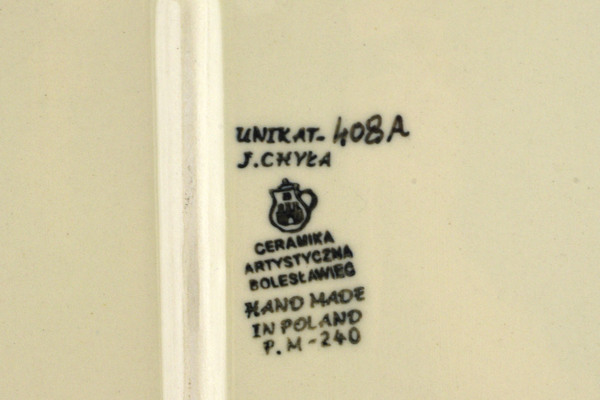 UNIKAT-408A
J.CHYŁA
CERAMIKA
ARTYSTYCZNA
BOLESŁAWIEC
HAND MADE
IN POLAND
P.M-240